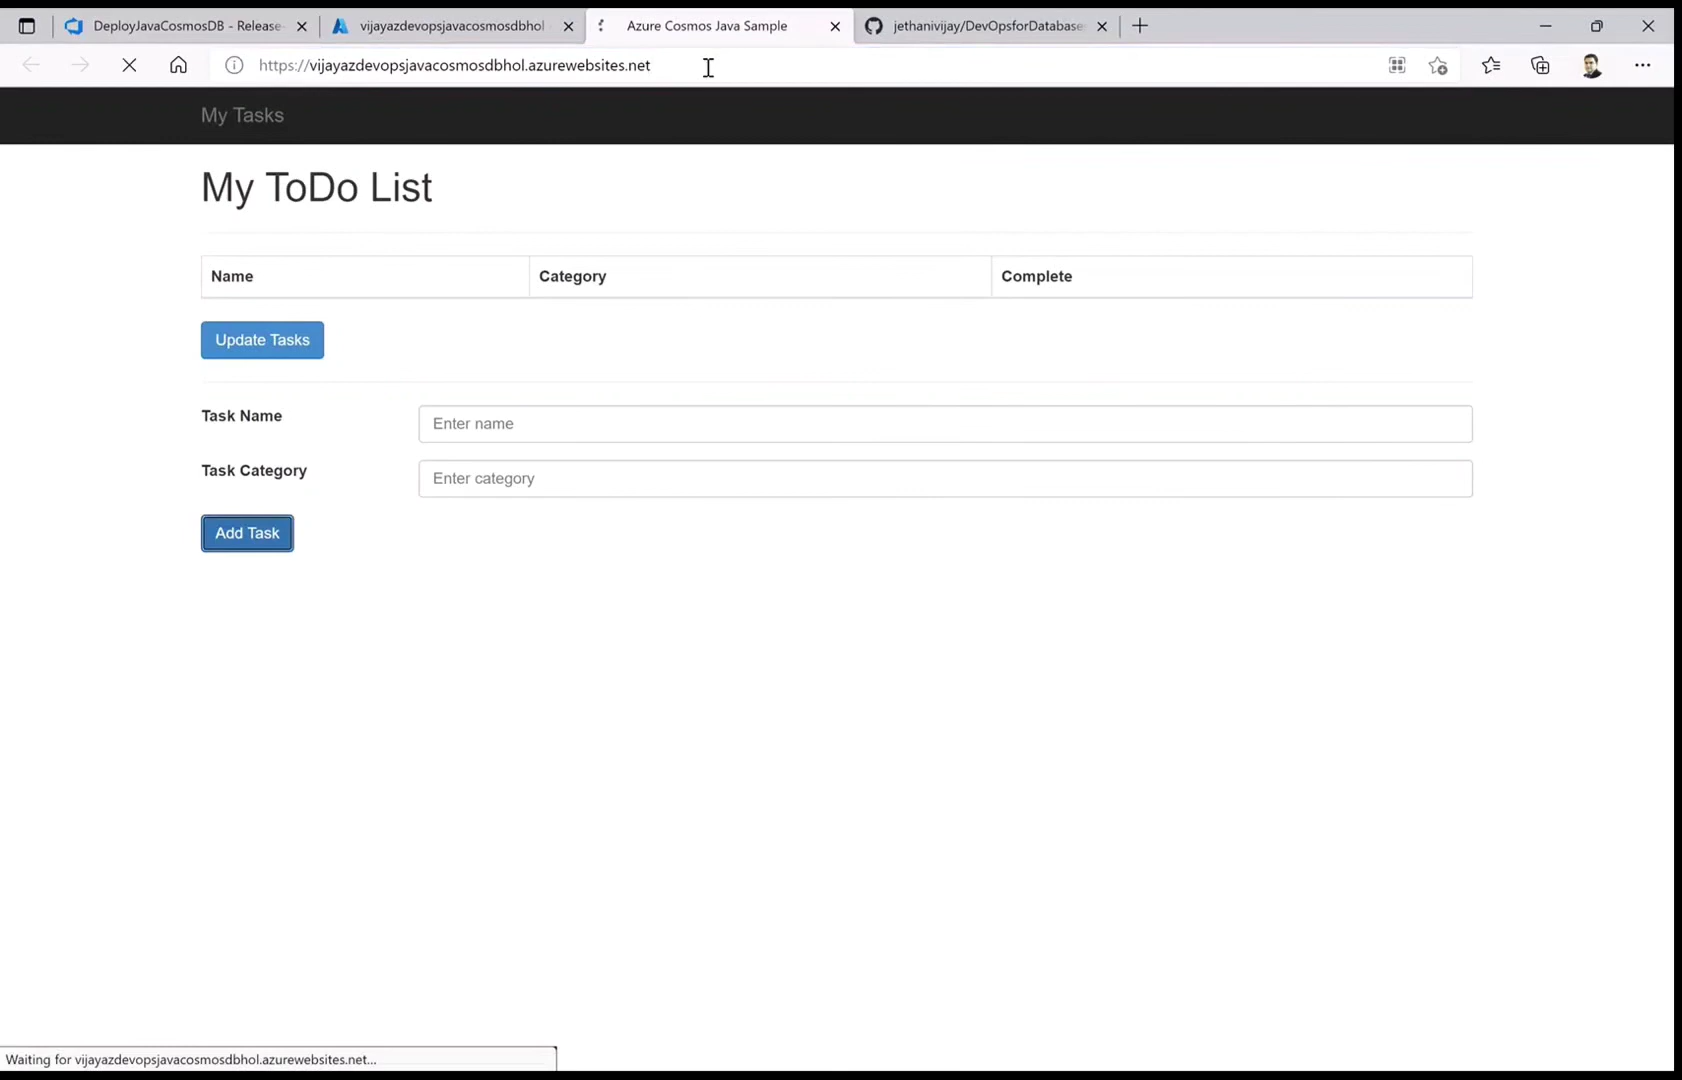 DeployJavaCosmosDB - Release-
vijayazdevopsjavacosmosdbhol
Azure Cosmos Java Sample
jethanivijay/DevOpsforDatabase
https://vijayazdevopsjavacosmosdbhol.azurewebsites.net
My Tasks
My ToDo List
Name Category Complete
Update Tasks
Task Name Enter name
Task Category Enter category
Add Task
Waiting for vijayazdevopsjavacosmosdbhol.azurewebsites.net...